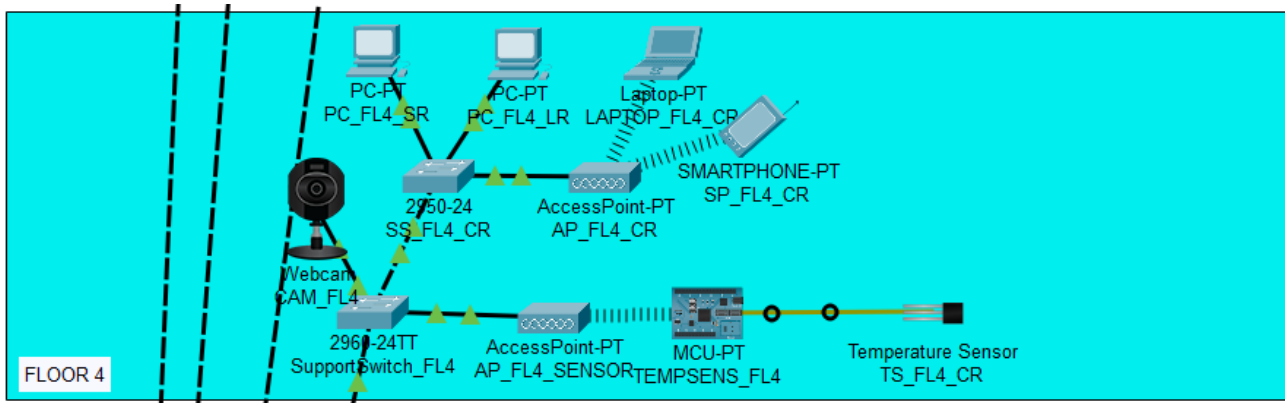 PC-PT
PC_FL4_SR
PC-PT
PC_FL4_LR
Laptop-PT
LAPTOP_FL4_CR
SMARTPHONE-PT
SP_FL4_CR
2950-24
SS_FL4_CR
AccessPoint-PT
AP_FL4_CR
Webcam
CAM_FL4
2960-24TT
SupportSwitch_FL4
AccessPoint-PT
AP_FL4_SENSOR
MCU-PT
TEMPSENS_FL4
Temperature Sensor
TS_FL4_CR
FLOOR 4